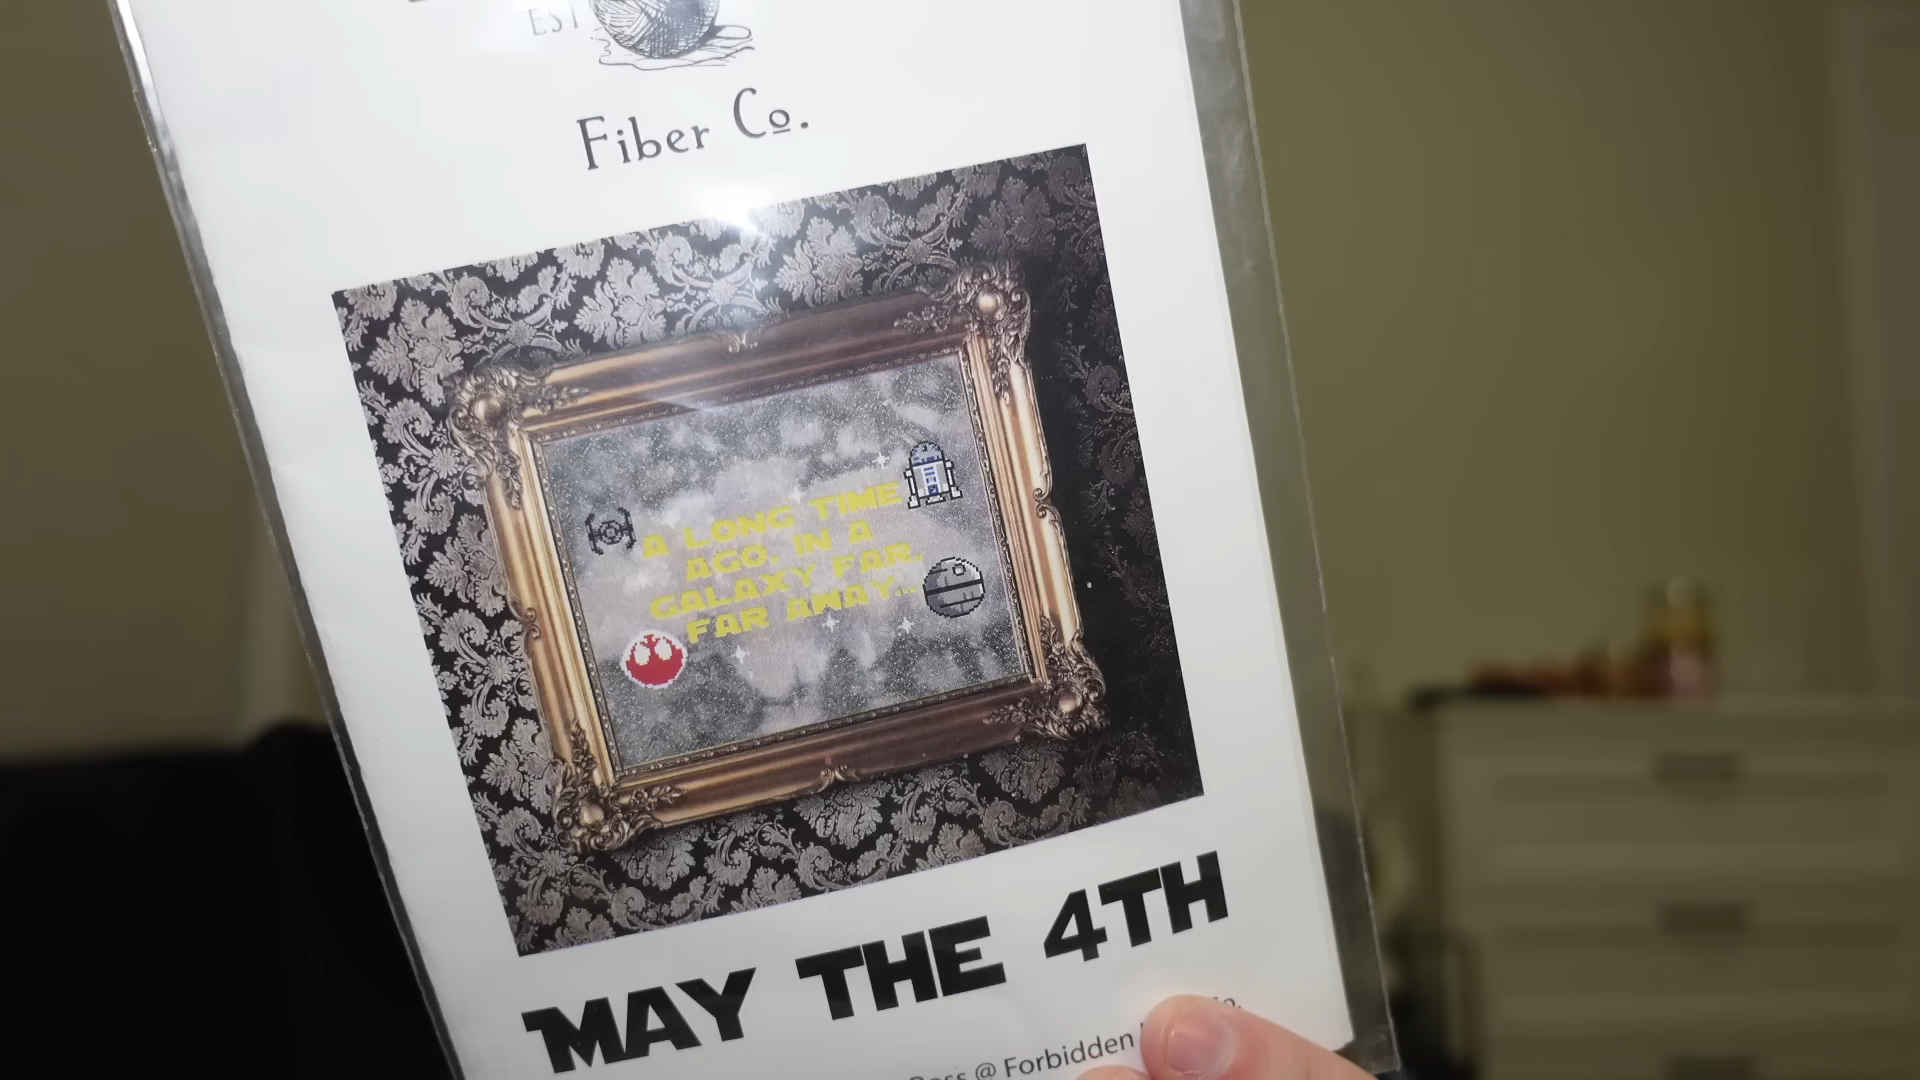 EST
Fiber Co.
A LONG TIME
AGO, IN A
GALAXY FAR,
FAR AWAY...
MAY THE 4TH
@ Forbidden